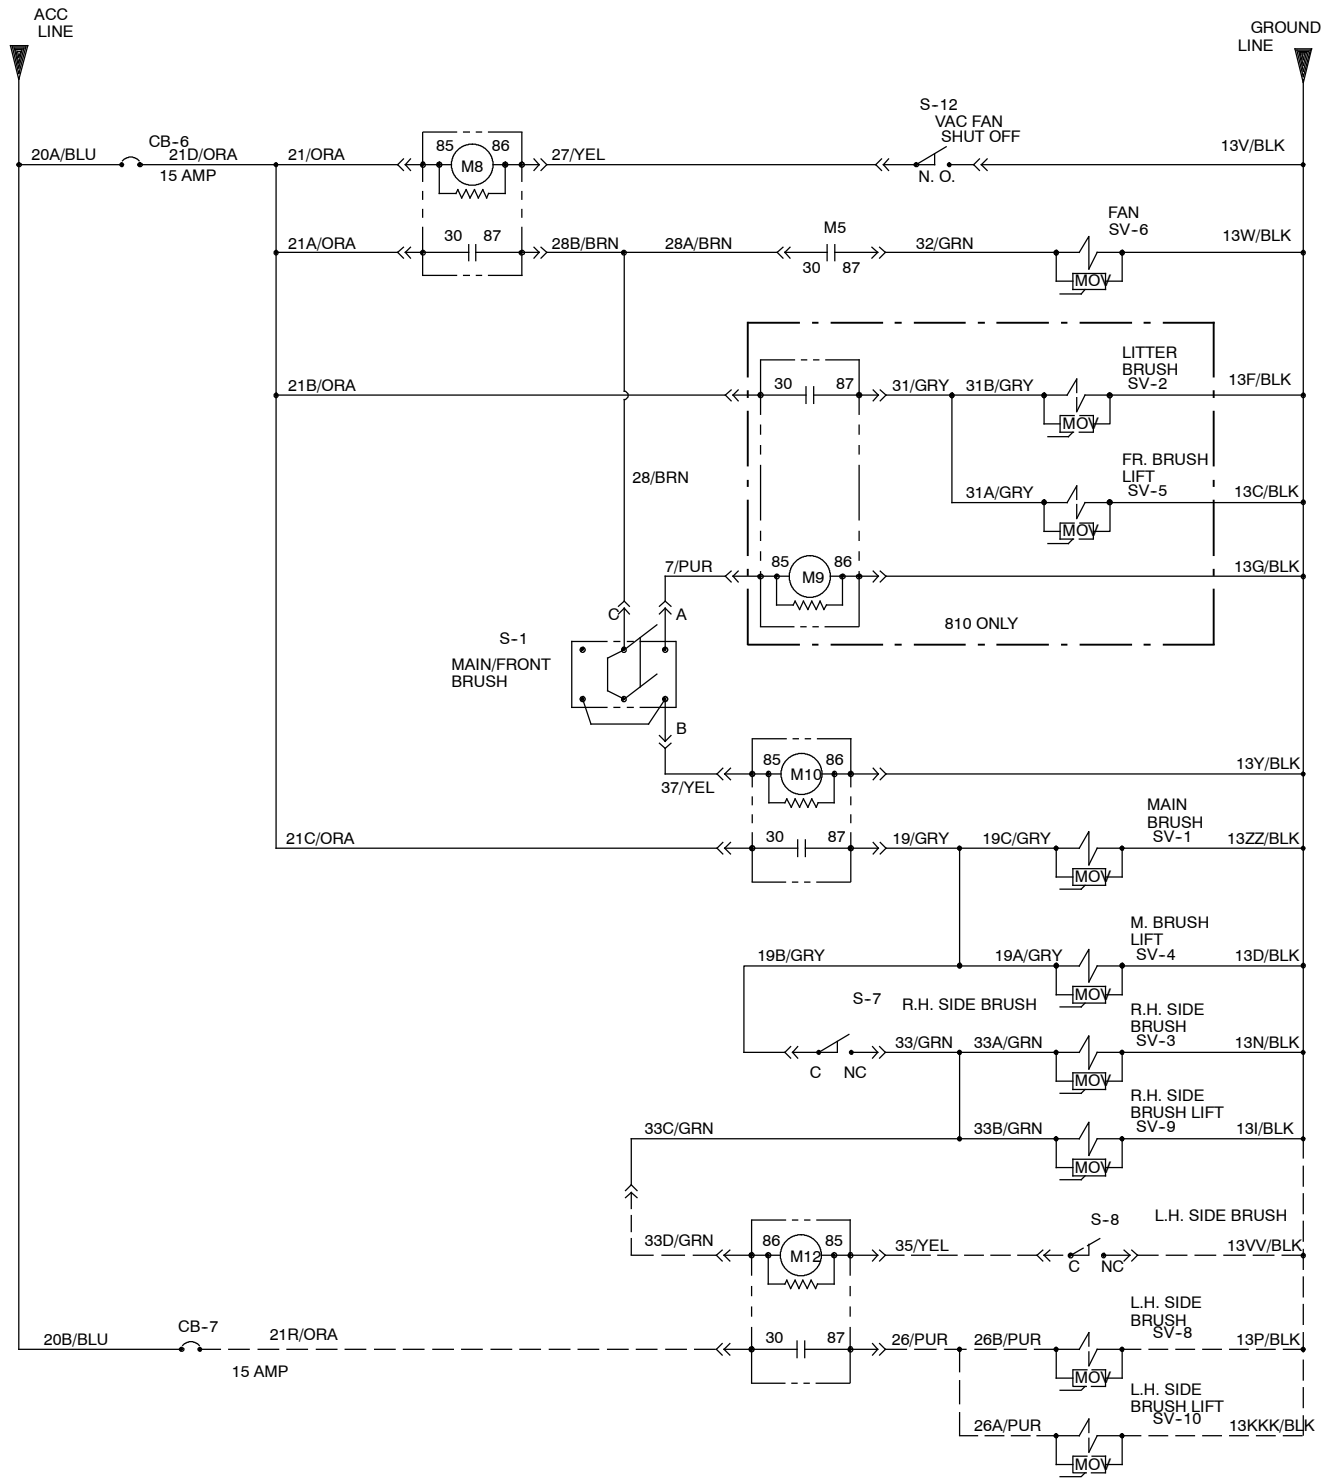 ACC
LINE
GROUND
LINE
S-12
VAC FAN
SHUT OFF
CB-6
20A/BLU
21D/ORA
21/ORA
85
86
M8
27/YEL
13V/BLK
15 AMP
N. O.
FAN
SV-6
M5
21A/ORA
30
87
28B/BRN
28A/BRN
32/GRN
13W/BLK
30
87
MOV
LITTER
BRUSH
SV-2
21B/ORA
30
87
31/GRY
31B/GRY
13F/BLK
MOV
FR. BRUSH
LIFT
SV-5
28/BRN
31A/GRY
13C/BLK
MOV
7/PUR
85
86
M9
13G/BLK
C
A
810 ONLY
S-1
MAIN/FRONT
BRUSH
B
85
86
M10
13Y/BLK
37/YEL
MAIN
BRUSH
SV-1
21C/ORA
30
87
19/GRY
19C/GRY
13ZZ/BLK
MOV
M. BRUSH
LIFT
SV-4
19B/GRY
19A/GRY
13D/BLK
MOV
S-7
R.H. SIDE BRUSH
R.H. SIDE
BRUSH
SV-3
33/GRN
33A/GRN
13N/BLK
C
NC
MOV
R.H. SIDE
BRUSH LIFT
SV-9
33C/GRN
33B/GRN
13I/BLK
MOV
S-8
L.H. SIDE BRUSH
33D/GRN
86
85
M12
35/YEL
13VV/BLK
C
NC
L.H. SIDE
BRUSH
SV-8
CB-7
20B/BLU
21R/ORA
30
87
26/PUR
26B/PUR
13P/BLK
15 AMP
MOV
L.H. SIDE
BRUSH LIFT
SV-10
26A/PUR
13KKK/BLK
MOV